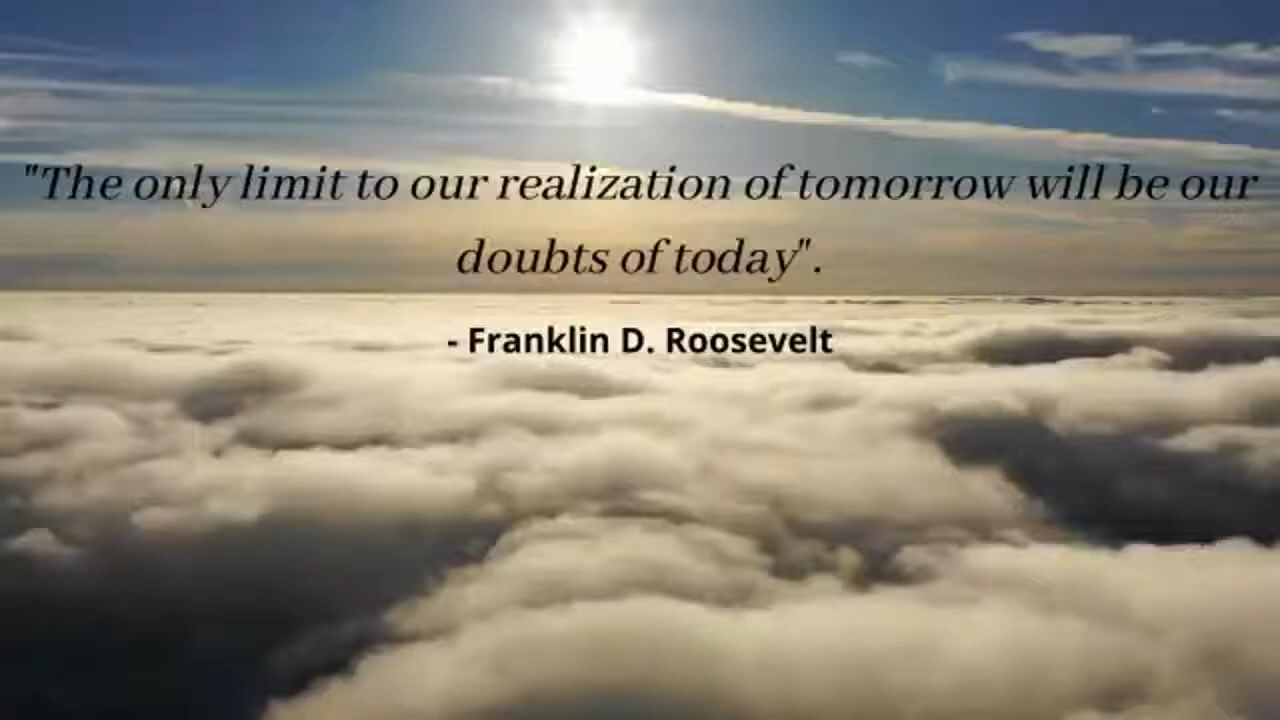 "The only limit to our realization of tomorrow will be our
doubts of today".
- Franklin D. Roosevelt